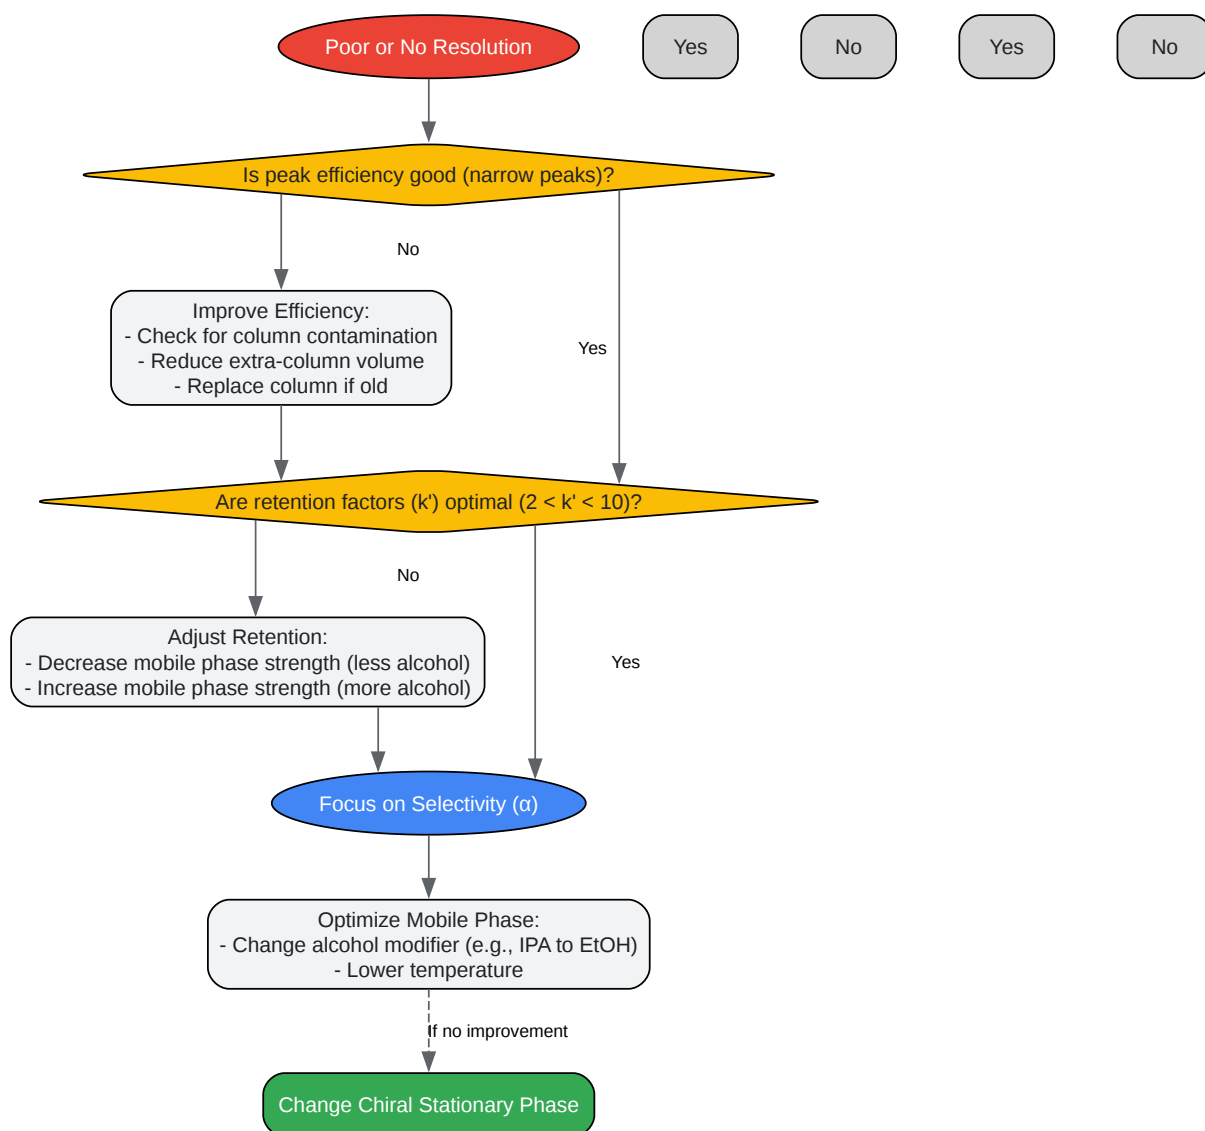 Poor or No Resolution
Yes
No
Yes
No
Is peak efficiency good (narrow peaks)?
No
Improve Efficiency:
- Check for column contamination
- Reduce extra-column volume
- Replace column if old
Yes
Are retention factors (k') optimal (2 < k' < 10)?
No
Adjust Retention:
- Decrease mobile phase strength (less alcohol)
- Increase mobile phase strength (more alcohol)
Yes
Focus on Selectivity (α)
Optimize Mobile Phase:
- Change alcohol modifier (e.g., IPA to EtOH)
- Lower temperature
If no improvement
Change Chiral Stationary Phase